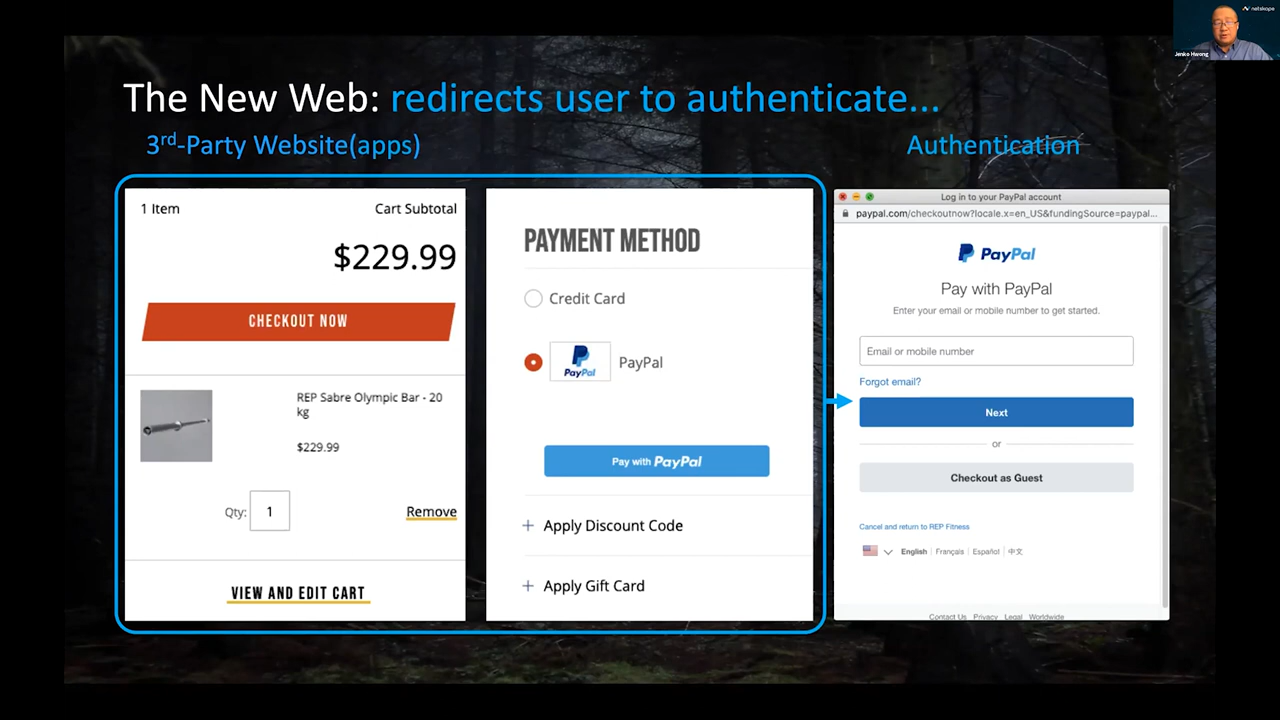 netskope
Jenko Hwong
The New Web: redirects user to authenticate...
3rd-Party Website(apps)
Authentication
1 Item
Cart Subtotal
$229.99
CHECKOUT NOW
REP Sabre Olympic Bar - 20
kg
$229.99
Qty: 1
Remove
VIEW AND EDIT CART
PAYMENT METHOD
Credit Card
PayPal
PayPal
Pay with PayPal
+ Apply Discount Code
+ Apply Gift Card
Log in to your PayPal account
paypal.com/checkoutnow?locale.x=en_US&fundingSource=paypal...
PayPal
Pay with PayPal
Enter your email or mobile number to get started.
Email or mobile number
Forgot email?
Next
or
Checkout as Guest
Cancel and return to REP Fitness
English | Français | Español | 中文
Contact Us Privacy Legal Worldwide